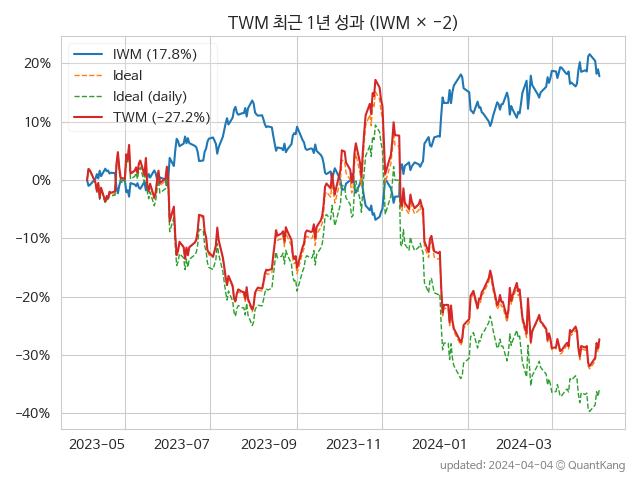 TWM 최근 1년 성과 (IWM × −2)
IWM (17.8%)
Ideal
Ideal (daily)
TWM (−27.2%)
20%
10%
0%
−10%
−20%
−30%
−40%
2023−05
2023−07
2023−09
2023−11
2024−01
2024−03
updated: 2024−04−04 © QuantKang